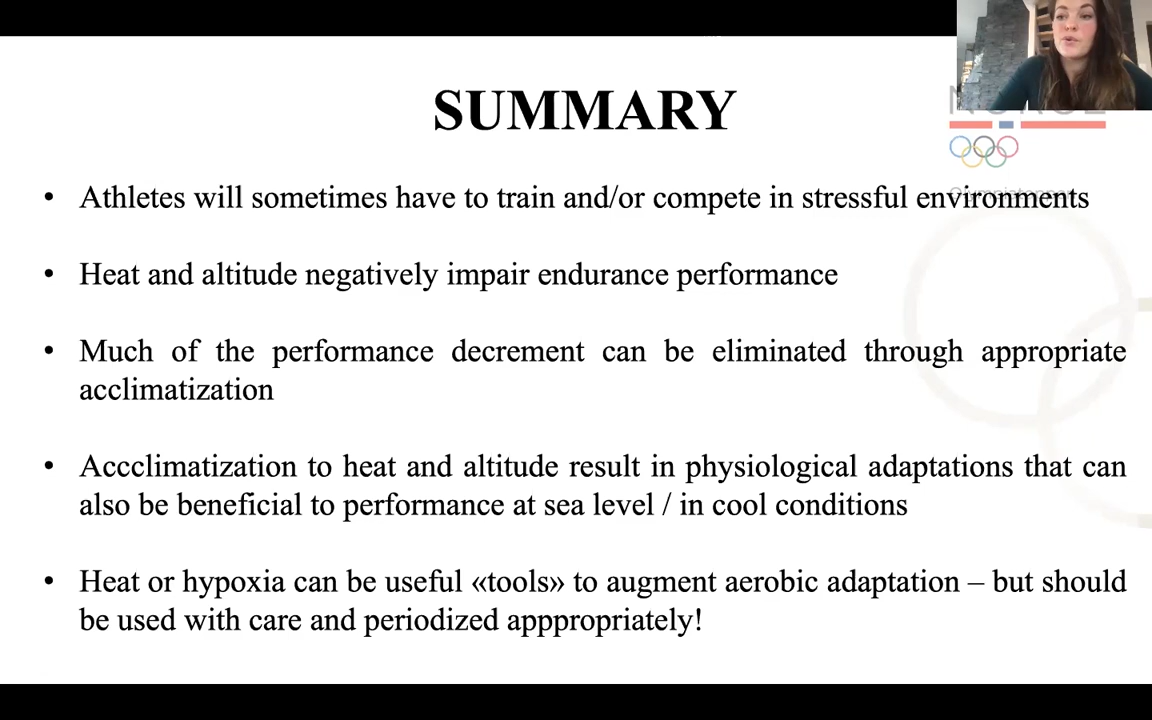 SUMMARY
NORGE
Olympiatoppen
• Athletes will sometimes have to train and/or compete in stressful environments
• Heat and altitude negatively impair endurance performance
• Much of the performance decrement can be eliminated through appropriate
acclimatization
• Accclimatization to heat and altitude result in physiological adaptations that can
also be beneficial to performance at sea level / in cool conditions
• Heat or hypoxia can be useful «tools» to augment aerobic adaptation – but should
be used with care and periodized apppropriately!